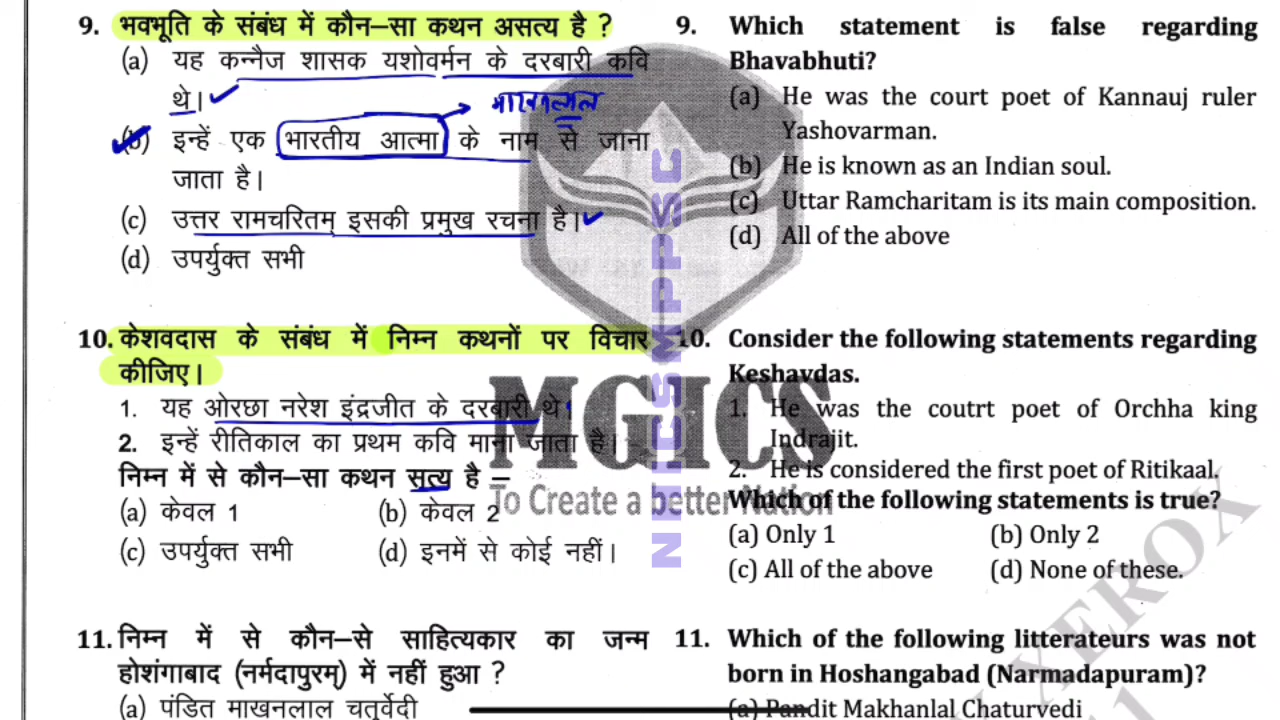 9. भवभूति के संबंध में कौन–सा कथन असत्य है ?
(a) यह कन्नैज शासक यशोवर्मन के दरबारी कवि
थे।
माखनलाल
(b) इन्हें एक भारतीय आत्मा के नाम से जाना
जाता है।
(c) उत्तर रामचरितम् इसकी प्रमुख रचना है।
(d) उपर्युक्त सभी
10. केशवदास के संबंध में निम्न कथनों पर विचार
कीजिए।
1. यह ओरछा नरेश इंद्रजीत के दरबारी थे।
2. इन्हें रीतिकाल का प्रथम कवि माना जाता है।
निम्न में से कौन–सा कथन सत्य है –
(a) केवल 1 (b) केवल 2
(c) उपर्युक्त सभी (d) इनमें से कोई नहीं।
11. निम्न में से कौन–से साहित्यकार का जन्म
होशंगाबाद (नर्मदापुरम्) में नहीं हुआ ?
(a) पंडित माखनलाल चतुर्वेदी
9. Which statement is false regarding
Bhavabhuti?
(a) He was the court poet of Kannauj ruler
Yashovarman.
(b) He is known as an Indian soul.
(c) Uttar Ramcharitam is its main composition.
(d) All of the above
10. Consider the following statements regarding
Keshavdas.
1. He was the coutrt poet of Orchha king
Indrajit.
2. He is considered the first poet of Ritikaal.
Which of the following statements is true?
(a) Only 1 (b) Only 2
(c) All of the above (d) None of these.
11. Which of the following litterateurs was not
born in Hoshangabad (Narmadapuram)?
(a) Pandit Makhanlal Chaturvedi
MGICS
To Create a better Nation
NHICSMPPSC
XEROX